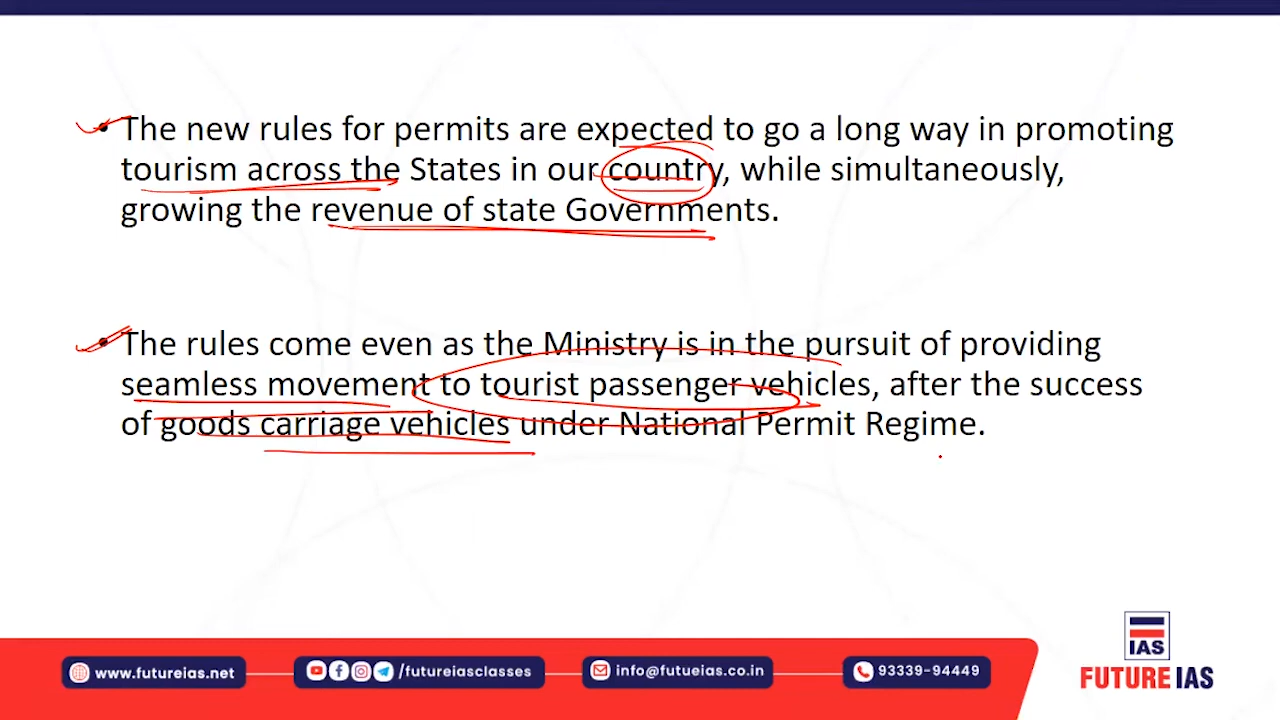 • The new rules for permits are expected to go a long way in promoting
tourism across the States in our country, while simultaneously,
growing the revenue of state Governments.
• The rules come even as the Ministry is in the pursuit of providing
seamless movement to tourist passenger vehicles, after the success
of goods carriage vehicles under National Permit Regime.
www.futureias.net
/futureiasclasses
info@futueias.co.in
93339-94449
IAS
FUTURE IAS